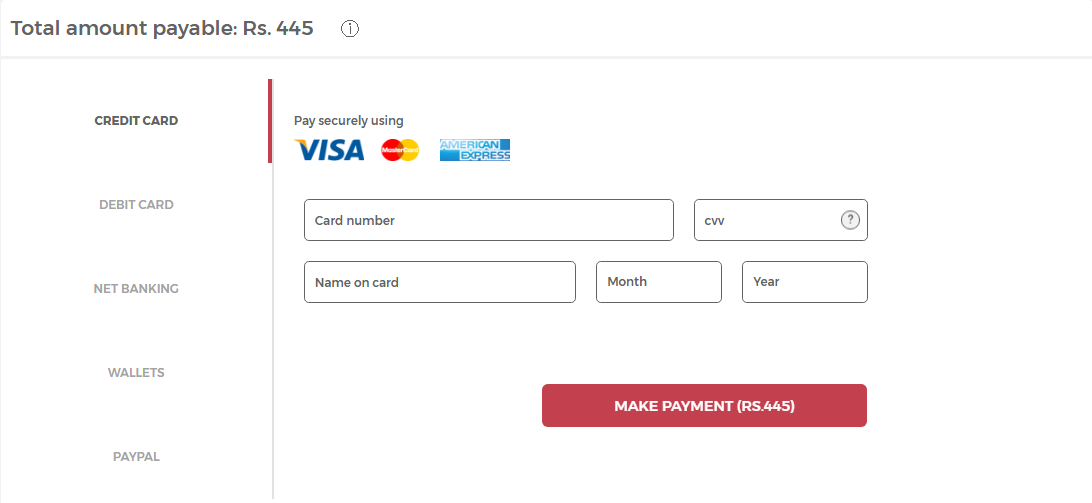 Total amount payable: Rs. 445
CREDIT CARD
DEBIT CARD
NET BANKING
WALLETS
PAYPAL
Pay securely using
VISA MasterCard AMERICAN EXPRESS
Card number
cvv ?
Name on card
Month
Year
MAKE PAYMENT (RS.445)